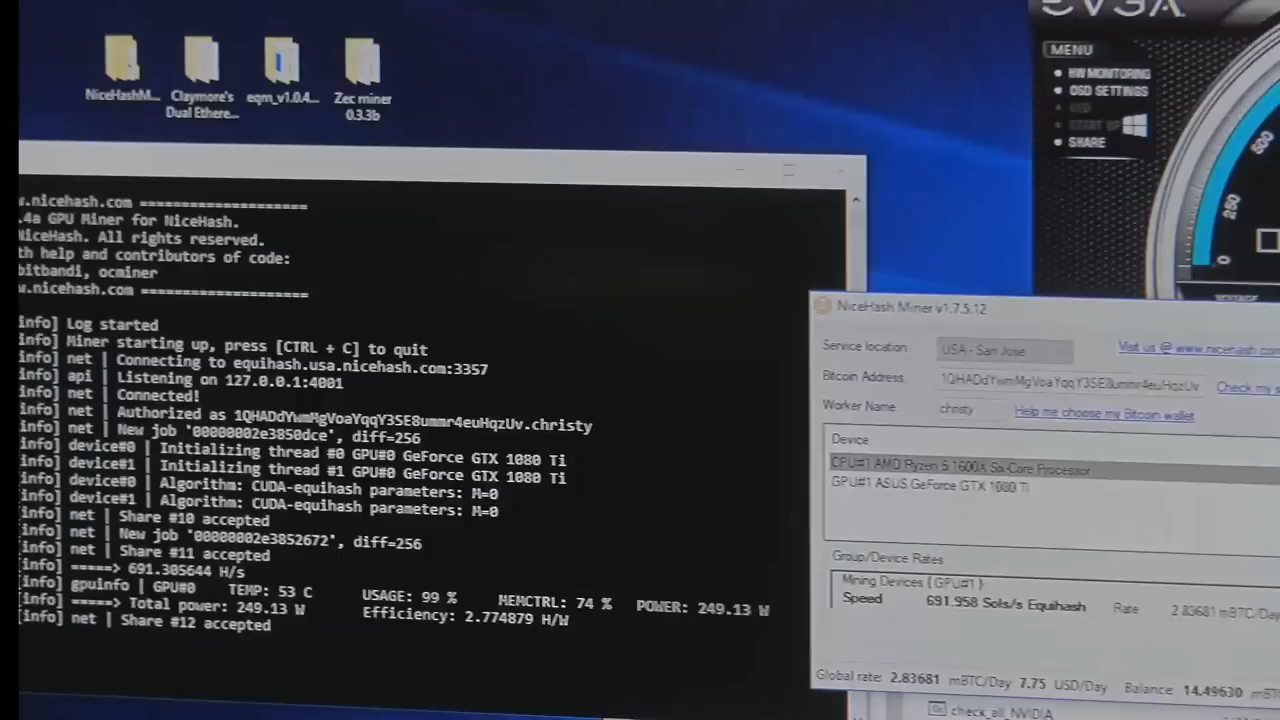 EVGA
MENU
HW MONITORING
OSD SETTINGS
START UP
SHARE
500
250
0
NiceHashM...
Claymore's
Dual Ethere...
eqm_v1.0.4...
Zec miner
0.3.3b
w.nicehash.com ====================
.4a GPU Miner for NiceHash.
NiceHash. All rights reserved.
th help and contributors of code:
bitbandi, ocminer
w.nicehash.com ====================
[info] Log started
[info] Miner starting up, press [CTRL + C] to quit
[info] net | Connecting to equihash.usa.nicehash.com:3357
[info] api | Listening on 127.0.0.1:4001
[info] net | Connected!
[info] net | Authorized as 1QHADdYwmMgVoaYqqY3SE8ummr4euHqzUv.christy
[info] net | New job '00000002e3850dce', diff=256
[info] device#0 | Initializing thread #0 GPU#0 GeForce GTX 1080 Ti
[info] device#1 | Initializing thread #1 GPU#0 GeForce GTX 1080 Ti
[info] device#0 | Algorithm: CUDA-equihash parameters: M=0
[info] device#1 | Algorithm: CUDA-equihash parameters: M=0
[info] net | Share #10 accepted
[info] net | New job '00000002e3852672', diff=256
[info] net | Share #11 accepted
[info] =====> 691.305644 H/s
[info] gpuinfo | GPU#0 TEMP: 53 C USAGE: 99 % MEMCTRL: 74 % POWER: 249.13 W
[info] =====> Total power: 249.13 W Efficiency: 2.774879 H/W
[info] net | Share #12 accepted
NiceHash Miner v1.7.5.12
Service location USA - San Jose Visit us @ www.nicehash.com
Bitcoin Address: 1QHADdYwmMgVoaYqqY3SE8ummr4euHqzUv Check my s
Worker Name: christy Help me choose my Bitcoin wallet
Device
CPU#1 AMD Ryzen 5 1600X Six-Core Processor
GPU#1 ASUS GeForce GTX 1080 Ti
Group/Device Rates
Mining Devices ( GPU#1 )
Speed 691.958 Sols/s Equihash Rate 2.83681 mBTC/Day
Global rate: 2.83681 mBTC/Day 7.75 USD/Day Balance: 14.49630 mBT
check_all_NVIDIA